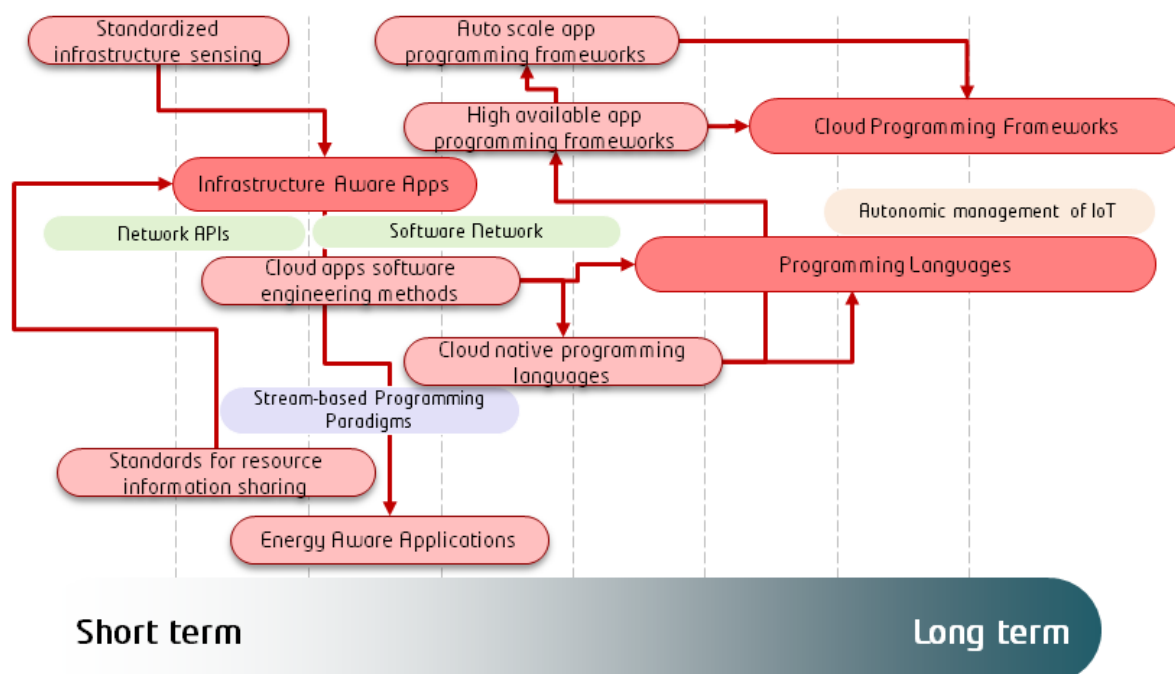 Standardized
infrastructure sensing
Auto scale app
programming frameworks
High available app
programming frameworks
Cloud Programming Frameworks
Infrastructure Aware Apps
Autonomic management of IoT
Network APIs
Software Network
Cloud apps software
engineering methods
Programming Languages
Cloud native programming
languages
Stream-based Programming
Paradigms
Standards for resource
information sharing
Energy Aware Applications
Short term
Long term